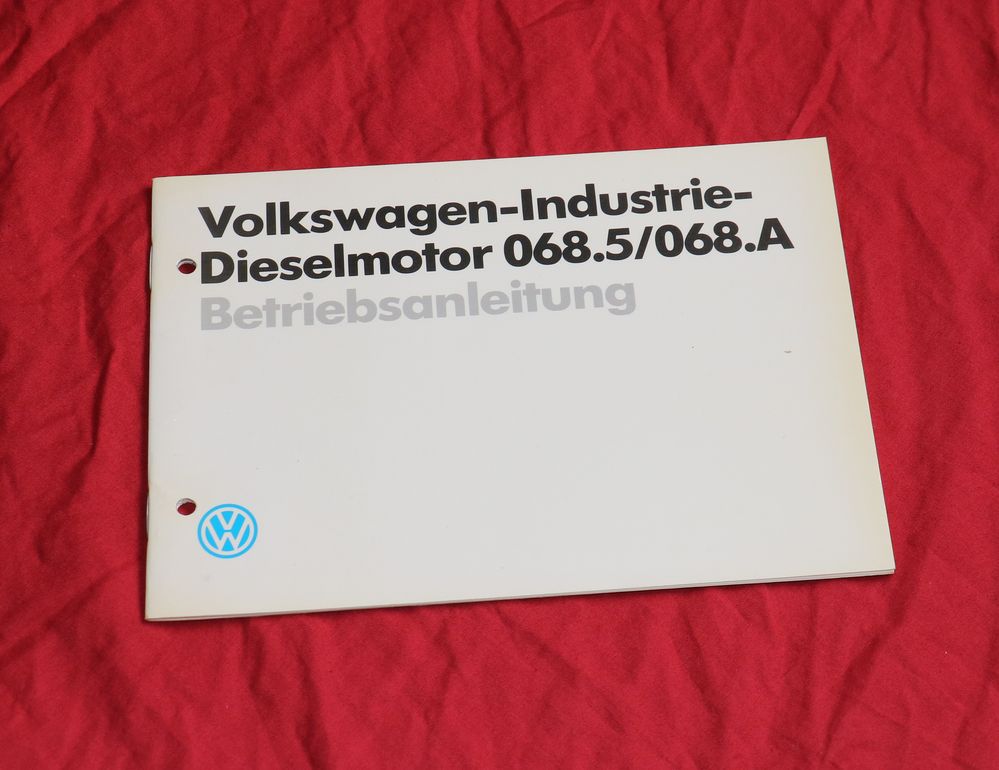 Volkswagen-Industrie-
Dieselmotor 068.5/068.A
Betriebsanleitung
VW